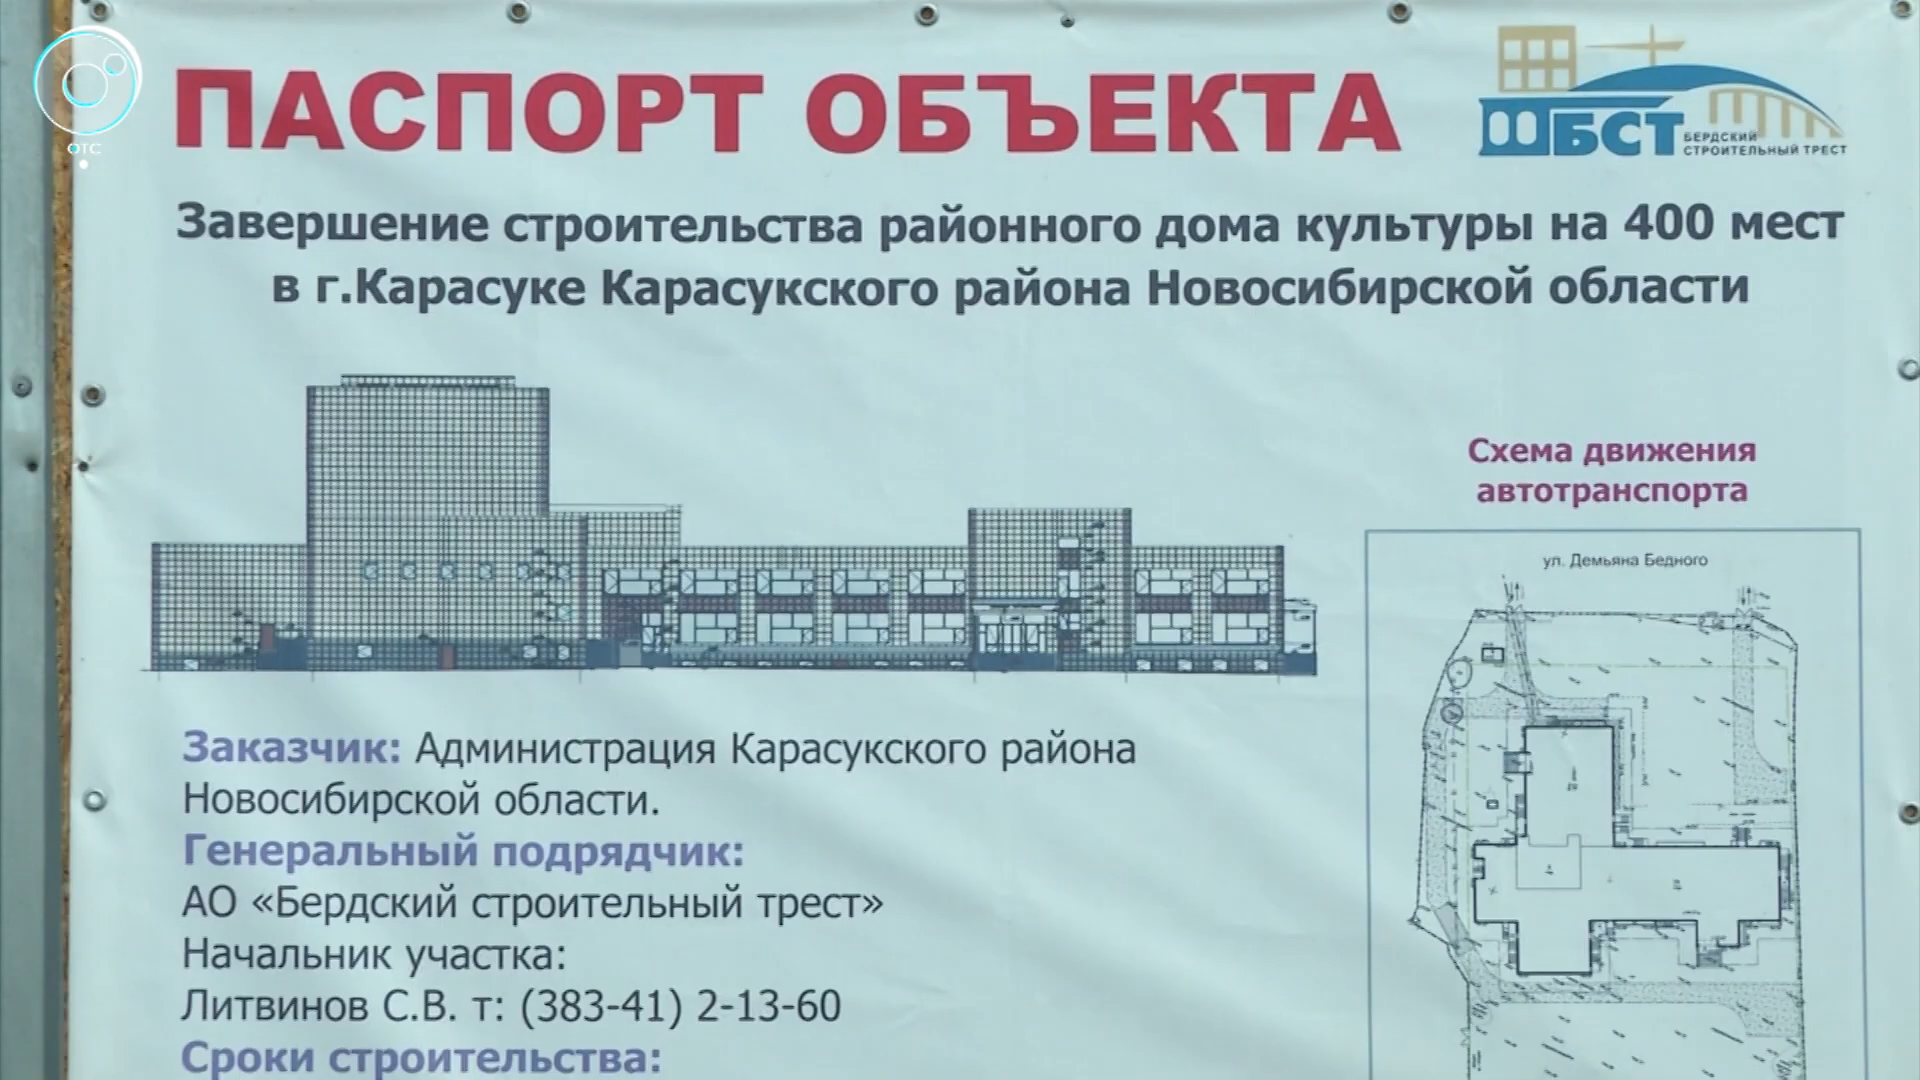 ОТС
ПАСПОРТ ОБЪЕКТА
БСТ БЕРДСКИЙ
СТРОИТЕЛЬНЫЙ ТРЕСТ
Завершение строительства районного дома культуры на 400 мест
в г.Карасуке Карасукского района Новосибирской области
Схема движения
автотранспорта
ул. Демьяна Бедного
Заказчик: Администрация Карасукского района
Новосибирской области.
Генеральный подрядчик:
АО «Бердский строительный трест»
Начальник участка:
Литвинов С.В. т: (383-41) 2-13-60
Сроки строительства: